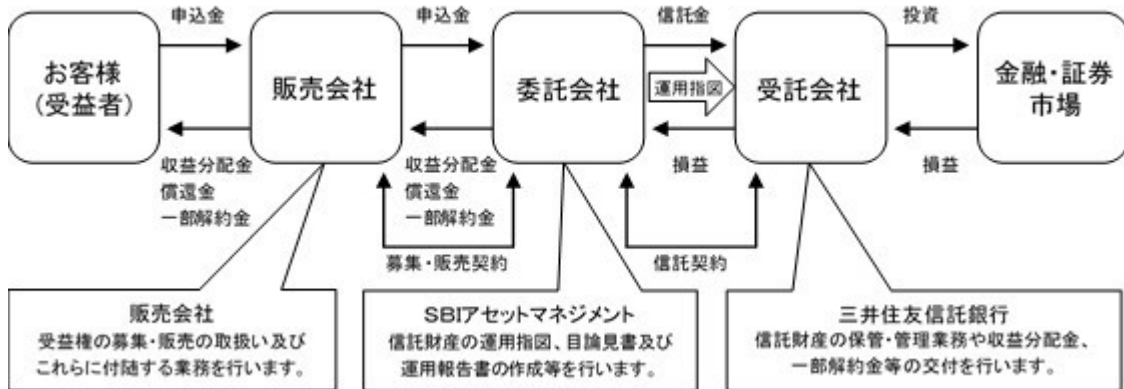 申込金
申込金
信託金
投資
お客様
(受益者)
販売会社
委託会社
運用指図
受託会社
金融・証券
市場
収益分配金
償還金
一部解約金
収益分配金
償還金
一部解約金
損益
損益
募集・販売契約
信託契約
販売会社
受益権の募集・販売の取扱い及び
これらに付随する業務を行います。
SBIアセットマネジメント
信託財産の運用指図、目論見書及び
運用報告書の作成等を行います。
三井住友信託銀行
信託財産の保管・管理業務や収益分配金、
一部解約金等の交付を行います。